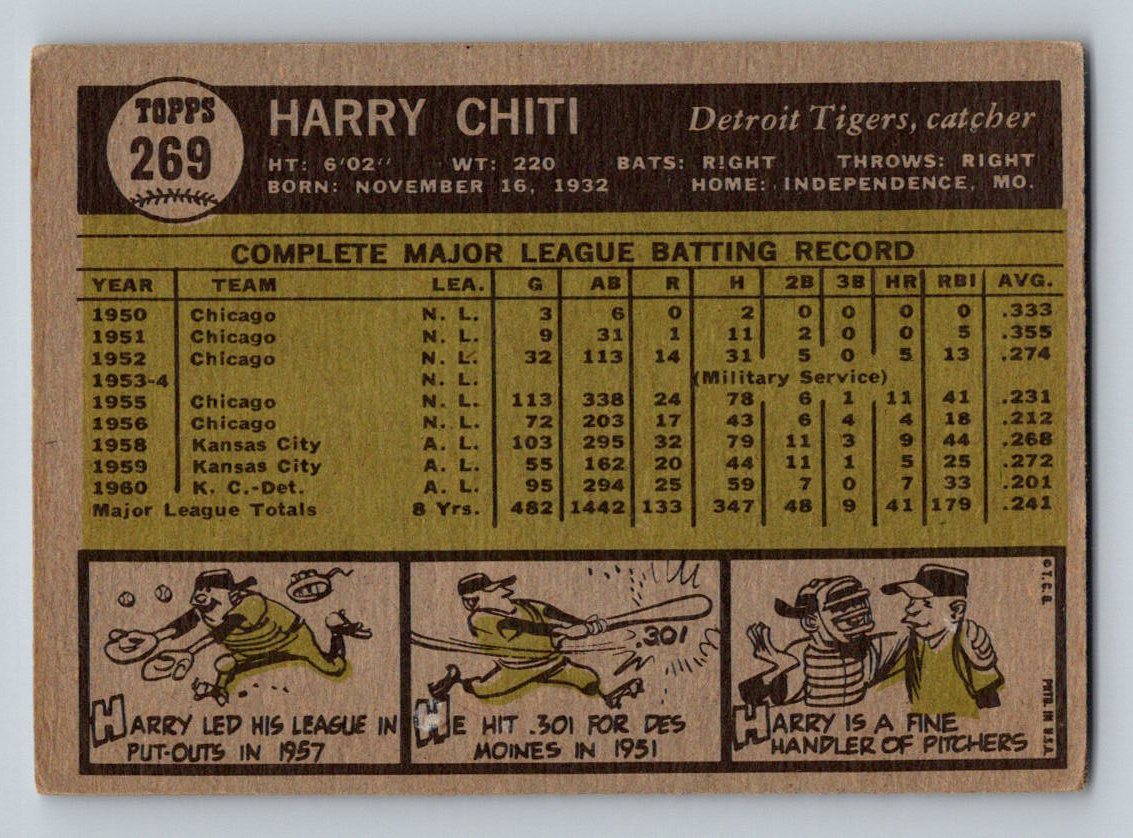 TOPPS
269
HARRY CHITI
Detroit Tigers, catcher
HT: 6'02" WT: 220 BATS: RIGHT THROWS: RIGHT
BORN: NOVEMBER 16, 1932 HOME: INDEPENDENCE, MO.
COMPLETE MAJOR LEAGUE BATTING RECORD
YEAR TEAM LEA. G AB R H 2B 3B HR RBI AVG.
1950 Chicago N. L. 3 6 0 2 0 0 0 0 .333
1951 Chicago N. L. 9 31 1 11 2 0 0 5 .355
1952 Chicago N. L. 32 113 14 31 5 0 5 13 .274
1953-4 N. L. (Military Service)
1955 Chicago N. L. 113 338 24 78 6 1 11 41 .231
1956 Chicago N. L. 72 203 17 43 6 4 4 18 .212
1958 Kansas City A. L. 103 295 32 79 11 3 9 44 .268
1959 Kansas City A. L. 55 162 20 44 11 1 5 25 .272
1960 K. C.-Det. A. L. 95 294 25 59 7 0 7 33 .201
Major League Totals 8 Yrs. 482 1442 133 347 48 9 41 179 .241
HARRY LED HIS LEAGUE IN
PUT-OUTS IN 1957
.301
HE HIT .301 FOR DES
MOINES IN 1951
HARRY IS A FINE
HANDLER OF PITCHERS
© T. C. G. PRTD. IN U.S.A.